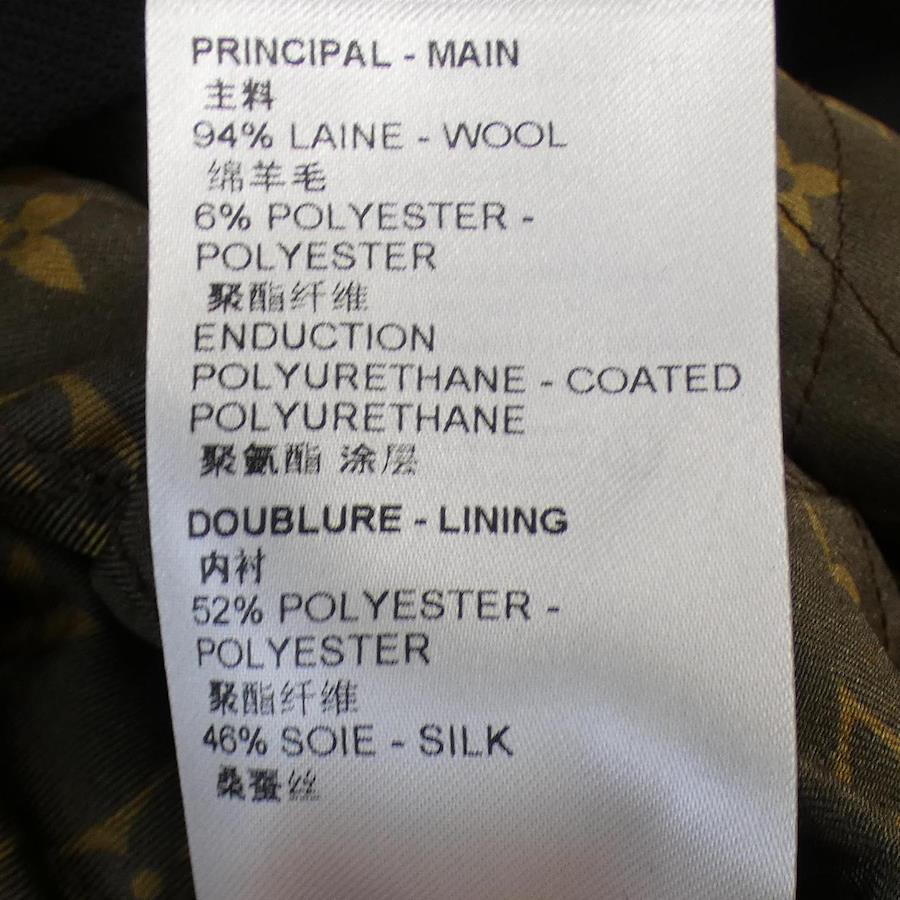 PRINCIPAL - MAIN
主料
94% LAINE - WOOL
绵羊毛
6% POLYESTER -
POLYESTER
聚酯纤维
ENDUCTION
POLYURETHANE - COATED
POLYURETHANE
聚氨酯 涂层
DOUBLURE - LINING
内衬
52% POLYESTER -
POLYESTER
聚酯纤维
46% SOIE - SILK
桑蚕丝